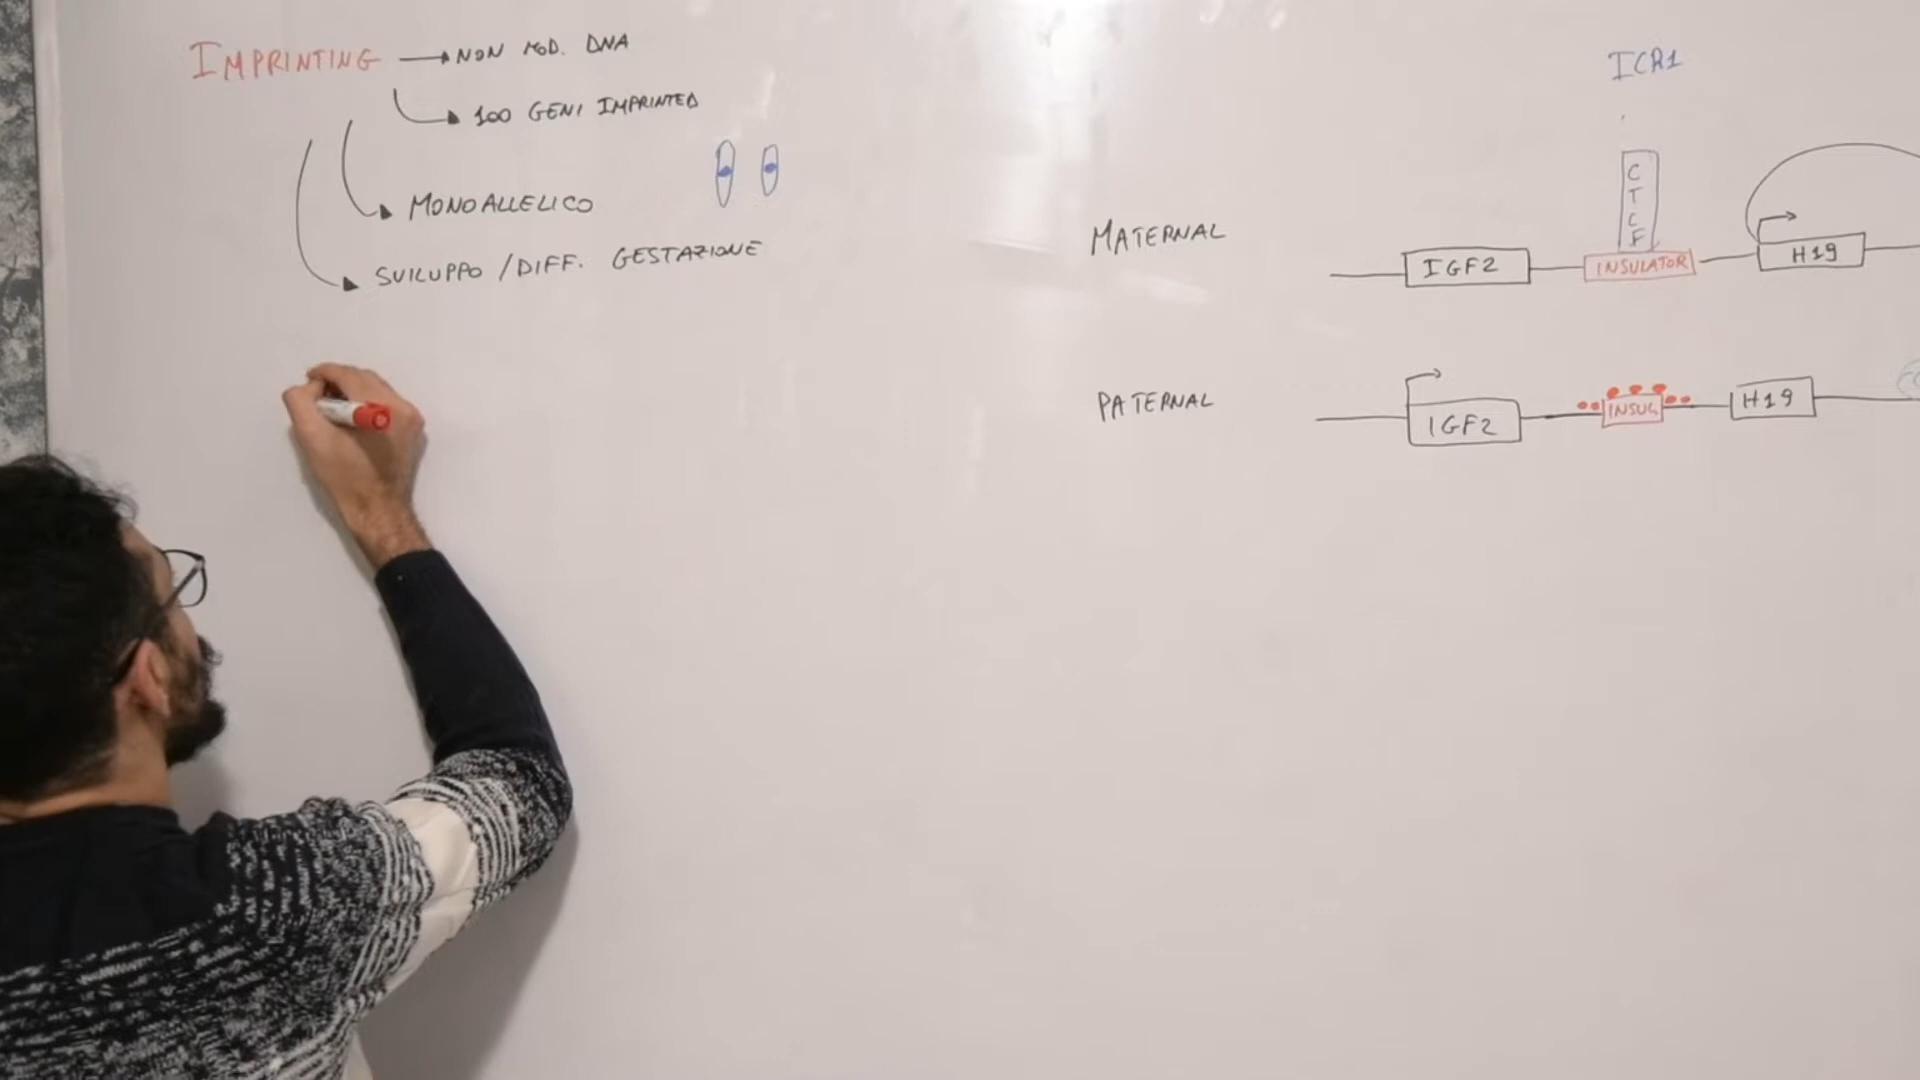 IMPRINTING → NON MOD. DNA
100 GENI IMPRINTED
MONOALLELICO
SVILUPPO / DIFF. GESTAZIONE
ICR1
CTCF
MATERNAL
IGF2
INSULATOR
H19
PATERNAL
IGF2
INSUL
H19